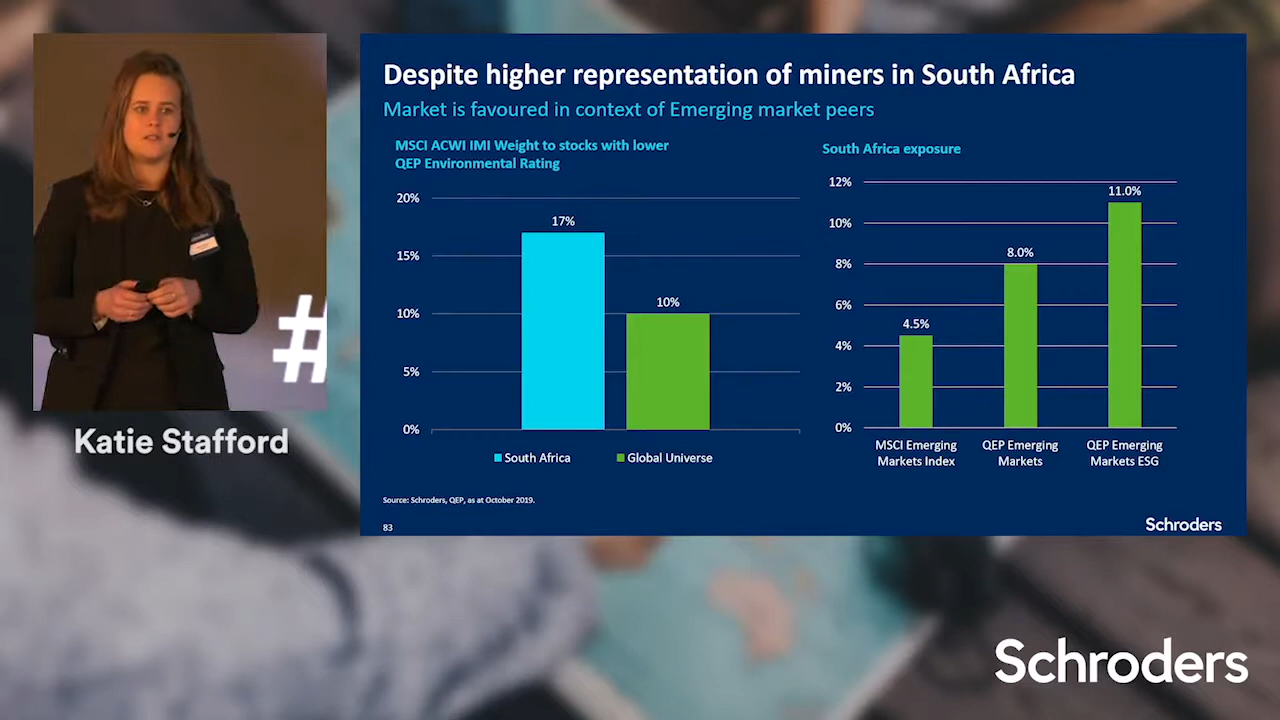 #
Katie Stafford
Despite higher representation of miners in South Africa
Market is favoured in context of Emerging market peers
MSCI ACWI IMI Weight to stocks with lower
QEP Environmental Rating
20%
15%
10%
5%
0%
17%
10%
South Africa
Global Universe
South Africa exposure
12%
10%
8%
6%
4%
2%
0%
4.5%
8.0%
11.0%
MSCI Emerging
Markets Index
QEP Emerging
Markets
QEP Emerging
Markets ESG
Source: Schroders, QEP, as at October 2019.
83
Schroders
Schroders